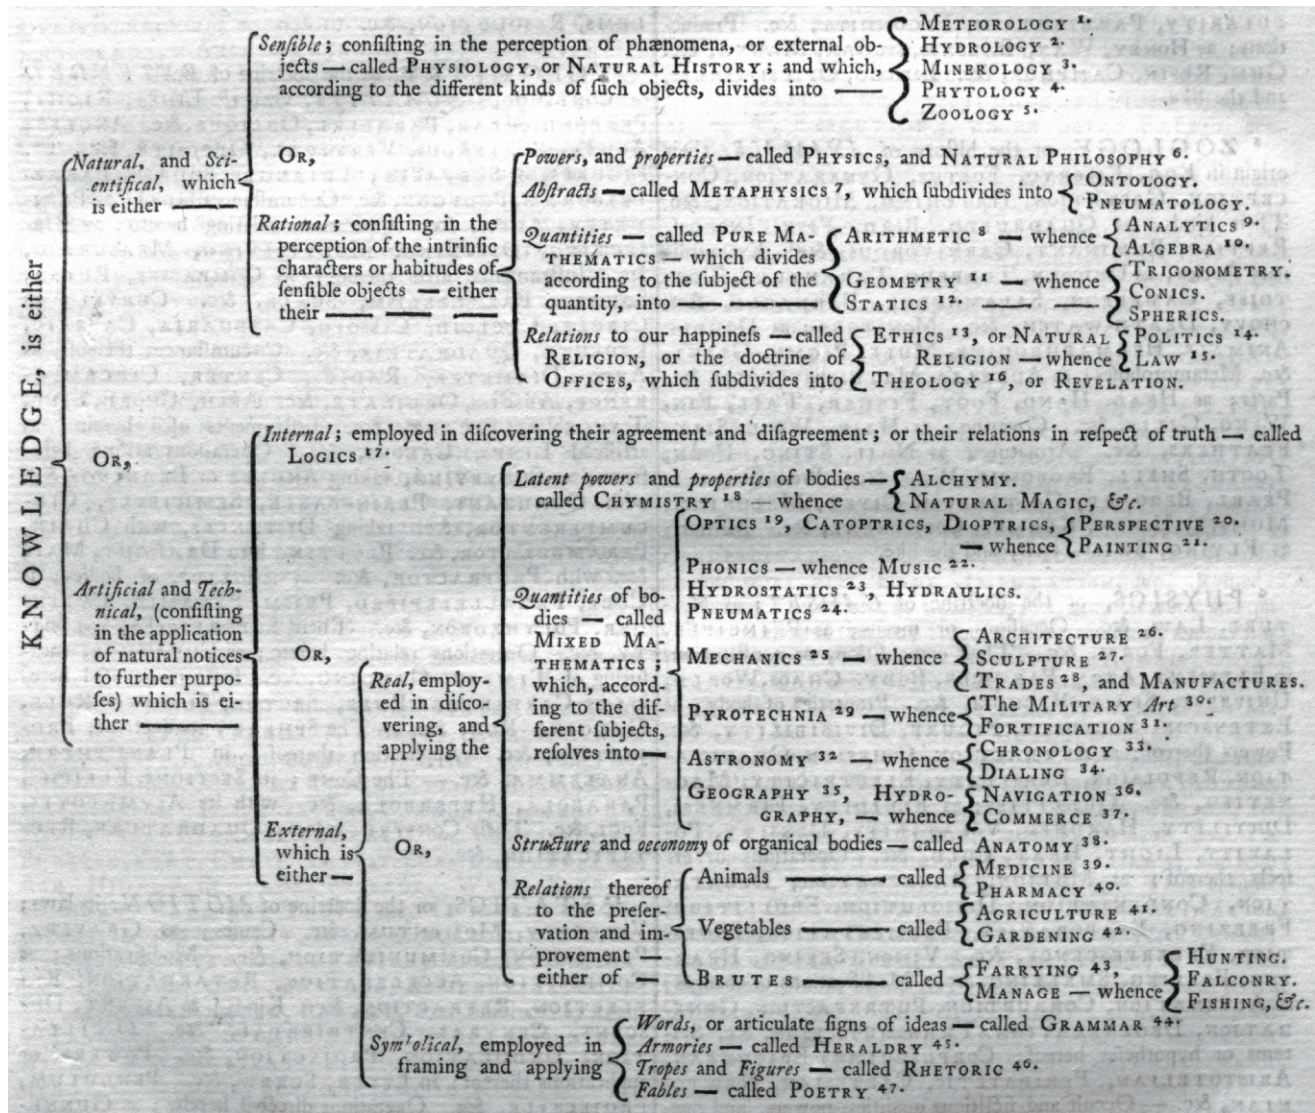 KNOWLEDGE, is either
Natural, and Sci-
entifical, which
is either
Senſible; conſiſting in the perception of phænomena, or external ob-
jects — called PHYSIOLOGY, or NATURAL HISTORY; and which,
according to the different kinds of ſuch objects, divides into —
METEOROLOGY 1.
HYDROLOGY 2.
MINEROLOGY 3.
PHYTOLOGY 4.
ZOOLOGY 5.
OR,
Rational; conſiſting in the
perception of the intrinſic
characters or habitudes of
ſenſible objects — either
their — — —
Powers, and properties — called PHYSICS, and NATURAL PHILOSOPHY 6.
Abſtracts — called METAPHYSICS 7, which ſubdivides into
ONTOLOGY.
PNEUMATOLOGY.
Quantities — called PURE MA-
THEMATICS — which divides
according to the ſubject of the
quantity, into —
ARITHMETIC 8 — whence
ANALYTICS 9.
ALGEBRA 10.
GEOMETRY 11 — whence
TRIGONOMETRY.
CONICS.
SPHERICS.
STATICS 12.
Relations to our happineſs — called
RELIGION, or the doctrine of
OFFICES, which ſubdivides into
ETHICS 13, or NATURAL
RELIGION — whence
POLITICS 14.
LAW 15.
THEOLOGY 16, or REVELATION.
OR,
Artificial and Tech-
nical, (conſiſting
in the application
of natural notices
to further purpo-
ſes) which is ei-
ther —
Internal; employed in diſcovering their agreement and diſagreement; or their relations in reſpect of truth — called
LOGICS 17.
OR,
External,
which is
either —
Real, employ-
ed in diſco-
vering, and
applying the
Latent powers and properties of bodies —
called CHYMISTRY 18 — whence
ALCHYMY.
NATURAL MAGIC, &c.
Quantities of bo-
dies — called
MIXED MA-
THEMATICS;
which, accord-
ing to the dif-
ferent ſubjects,
reſolves into —
OPTICS 19, CATOPTRICS, DIOPTRICS,
— whence
PERSPECTIVE 20.
PAINTING 21.
PHONICS — whence MUSIC 22.
HYDROSTATICS 23, HYDRAULICS.
PNEUMATICS 24.
MECHANICS 25 — whence
ARCHITECTURE 26.
SCULPTURE 27.
TRADES 28, and MANUFACTURES.
PYROTECHNIA 29 — whence
The MILITARY Art 30.
FORTIFICATION 31.
ASTRONOMY 32 — whence
CHRONOLOGY 33.
DIALING 34.
GEOGRAPHY 35, HYDRO-
GRAPHY, — whence
NAVIGATION 36.
COMMERCE 37.
Structure and oeconomy of organical bodies — called ANATOMY 38.
Relations thereof
to the preſer-
vation and im-
provement
either of —
Animals — called
MEDICINE 39.
PHARMACY 40.
Vegetables — called
AGRICULTURE 41.
GARDENING 42.
BRUTES — called
FARRYING 43,
MANAGE — whence
HUNTING.
FALCONRY.
FISHING, &c.
OR,
Symbolical, employed in
framing and applying
Words, or articulate ſigns of ideas — called GRAMMAR 44.
Armories — called HERALDRY 45.
Tropes and Figures — called RHETORIC 46.
Fables — called POETRY 47.